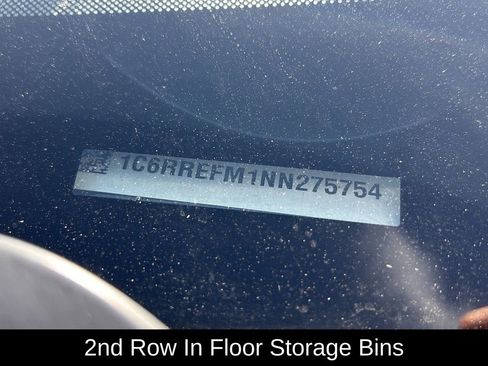 1C6RREFM1NN275754
2nd Row In Floor Storage Bins